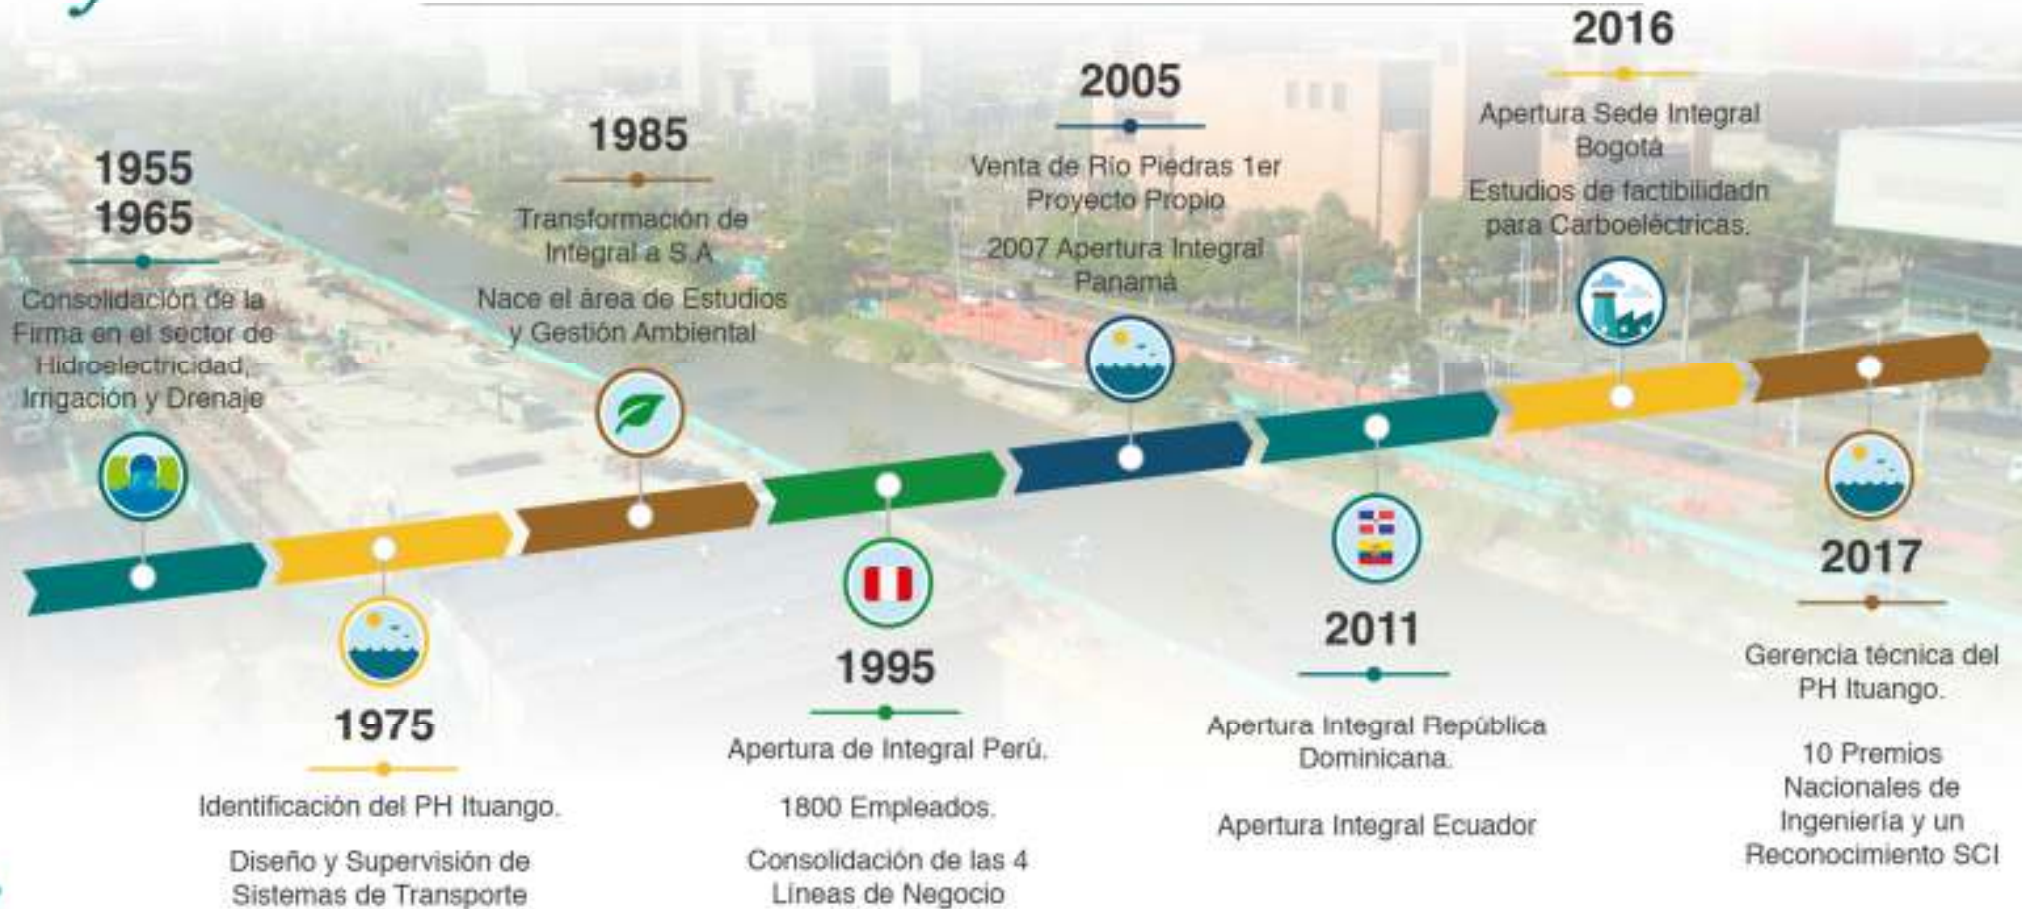 1955
1965
Consolidación de la
Firma en el sector de
Hidroelectricidad,
Irrigación y Drenaje
1975
Identificación del PH Ituango.
Diseño y Supervisión de
Sistemas de Transporte
1985
Transformación de
Integral a S.A
Nace el área de Estudios
y Gestión Ambiental
1995
Apertura de Integral Perú.
1800 Empleados.
Consolidación de las 4
Líneas de Negocio
2005
Venta de Río Piedras 1er
Proyecto Propio
2007 Apertura Integral
Panamá
2011
Apertura Integral República
Dominicana.
Apertura Integral Ecuador
2016
Apertura Sede Integral
Bogotá
Estudios de factibilidadn
para Carboeléctricas.
2017
Gerencia técnica del
PH Ituango.
10 Premios
Nacionales de
Ingeniería y un
Reconocimiento SCI